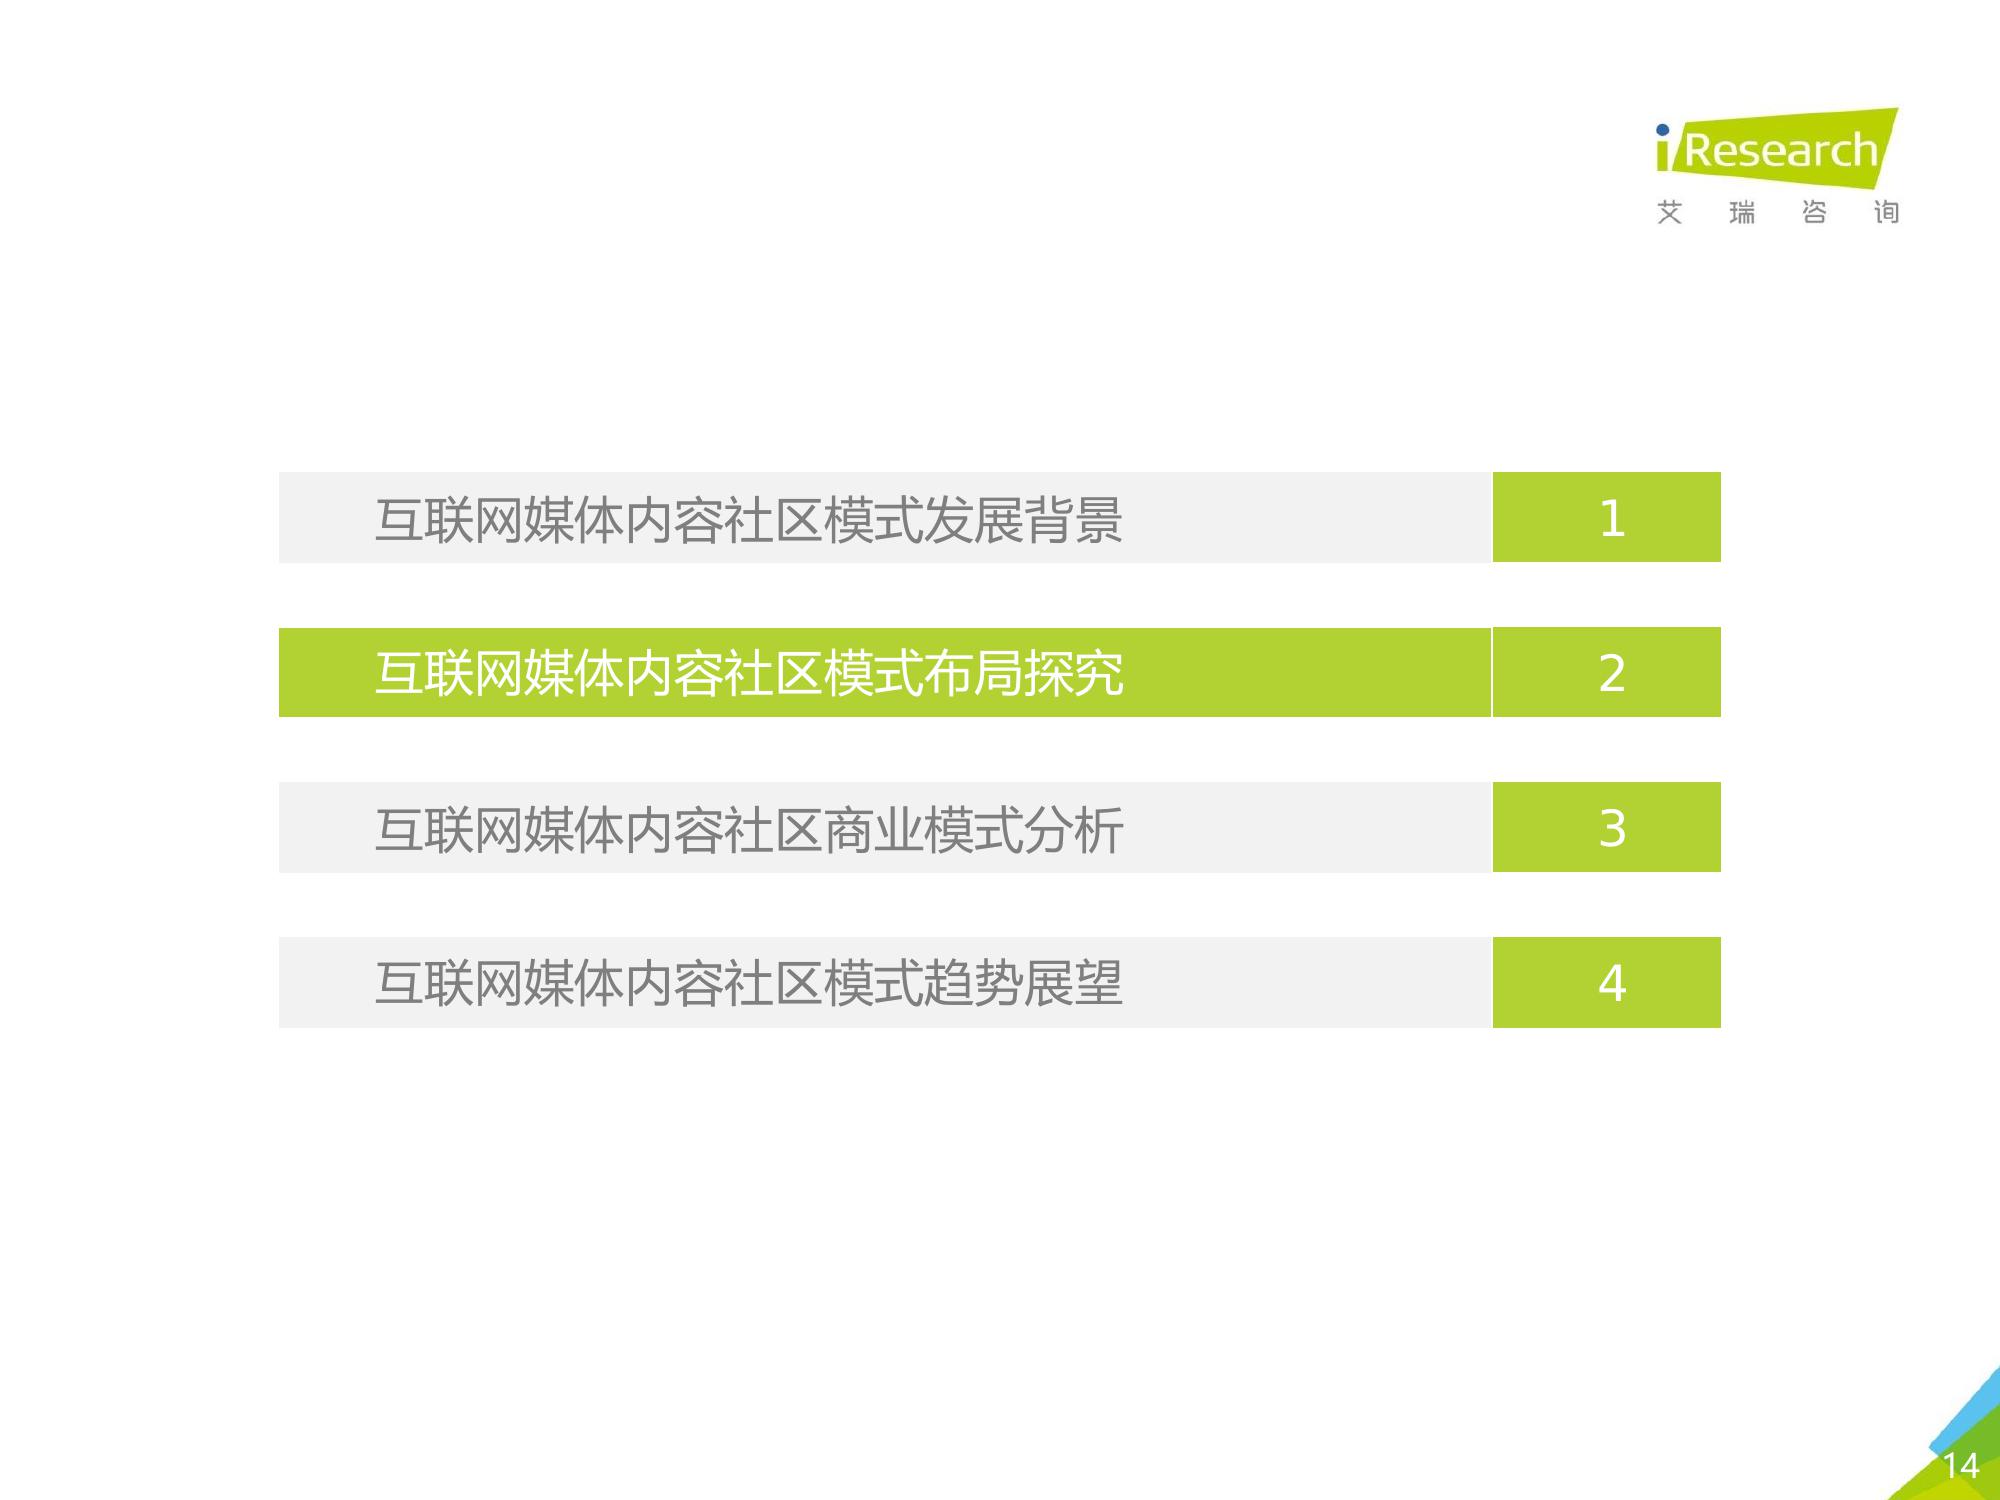 iResearch
艾瑞咨询
互联网媒体内容社区模式发展背景 1
互联网媒体内容社区模式布局探究 2
互联网媒体内容社区商业模式分析 3
互联网媒体内容社区模式趋势展望 4
14